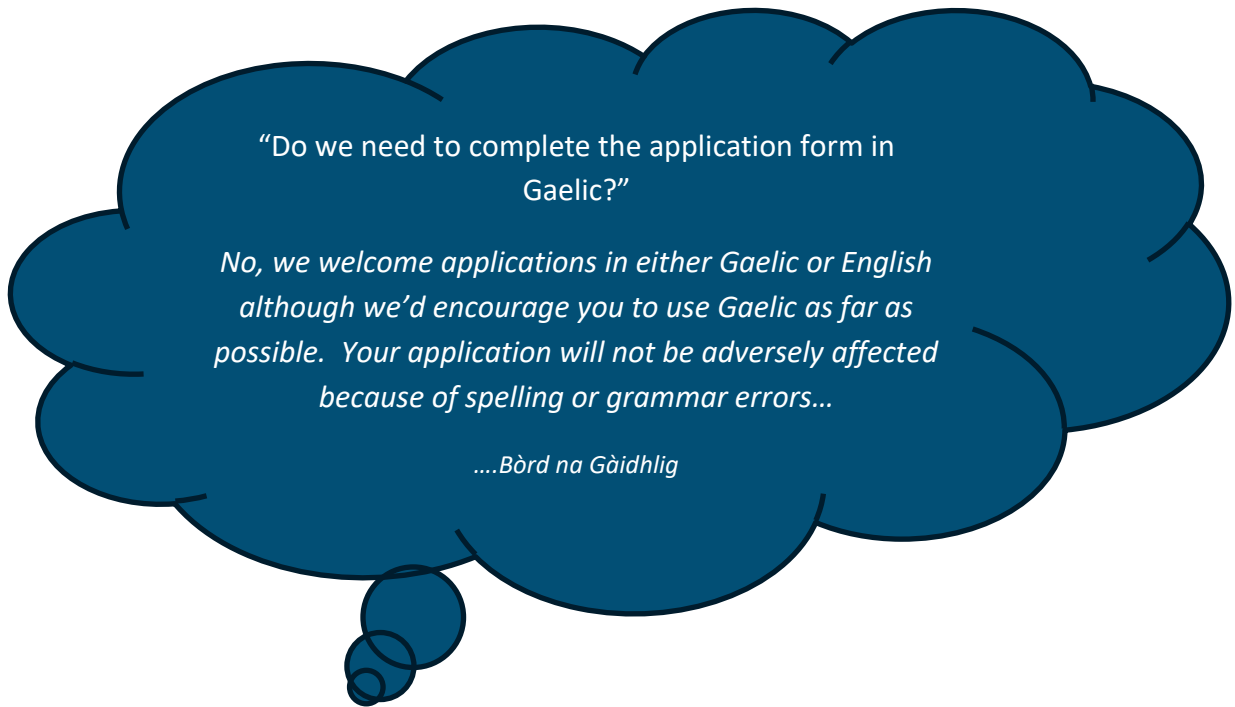 “Do we need to complete the application form in
Gaelic?”
No, we welcome applications in either Gaelic or English
although we’d encourage you to use Gaelic as far as
possible.  Your application will not be adversely affected
because of spelling or grammar errors…
….Bòrd na Gàidhlig